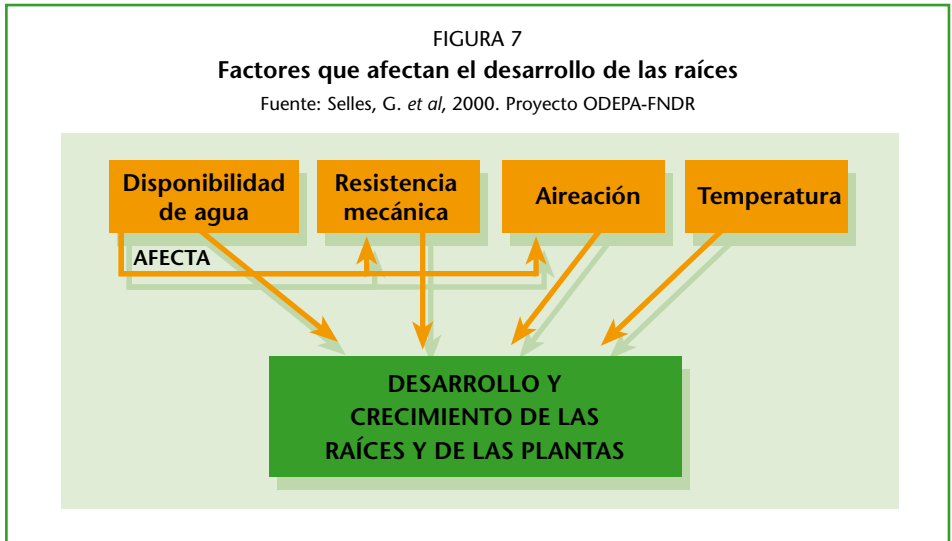 FIGURA 7
Factores que afectan el desarrollo de las raíces
Fuente: Selles, G. et al, 2000. Proyecto ODEPA-FNDR
Disponibilidad
de agua
Resistencia
mecánica
Aireación
Temperatura
AFECTA
DESARROLLO Y
CRECIMIENTO DE LAS
RAÍCES Y DE LAS PLANTAS